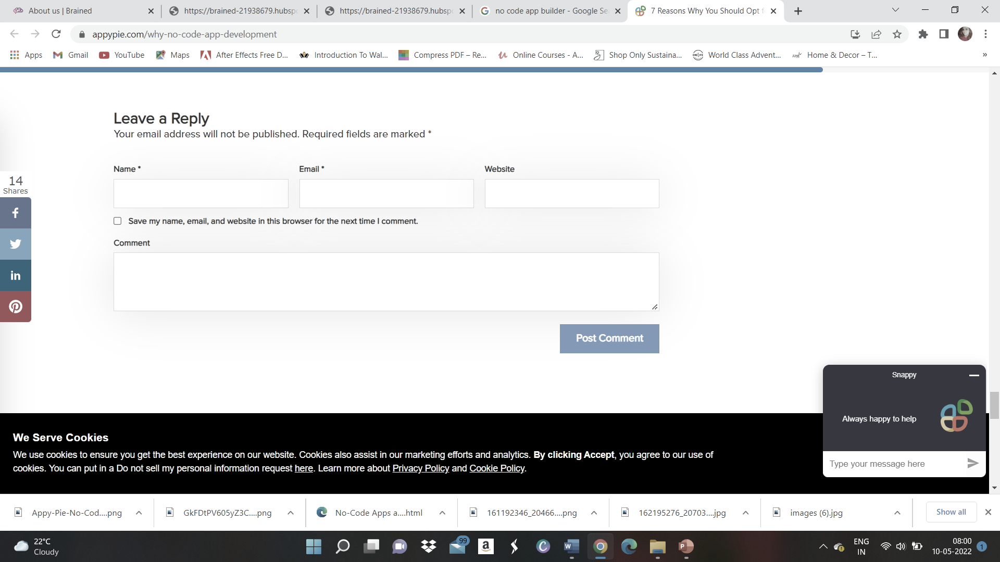 About us | Brained
https://brained-21938679.hubspo
https://brained-21938679.hubspo
no code app builder - Google Se
7 Reasons Why You Should Opt f
appypie.com/why-no-code-app-development
Apps
Gmail
YouTube
Maps
After Effects Free D...
Introduction To Wal...
Compress PDF – Re...
Online Courses - A...
Shop Only Sustaina...
World Class Advent...
Home & Decor – T...
»
Leave a Reply
Your email address will not be published. Required fields are marked *
Name *
Email *
Website
14
Shares
Save my name, email, and website in this browser for the next time I comment.
Comment
Post Comment
Snappy
Always happy to help
Type your message here
We Serve Cookies
We use cookies to ensure you get the best experience on our website. Cookies also assist in our marketing efforts and analytics. By clicking Accept, you agree to our use of
cookies. You can put in a Do not sell my personal information request here. Learn more about Privacy Policy and Cookie Policy.
Appy-Pie-No-Cod....png
GkFDtPV605yZ3C....png
No-Code Apps a....html
161192346_20466....png
162195276_20703....jpg
images (6).jpg
Show all
22°C
Cloudy
99
ENG
IN
08:00
10-05-2022
1